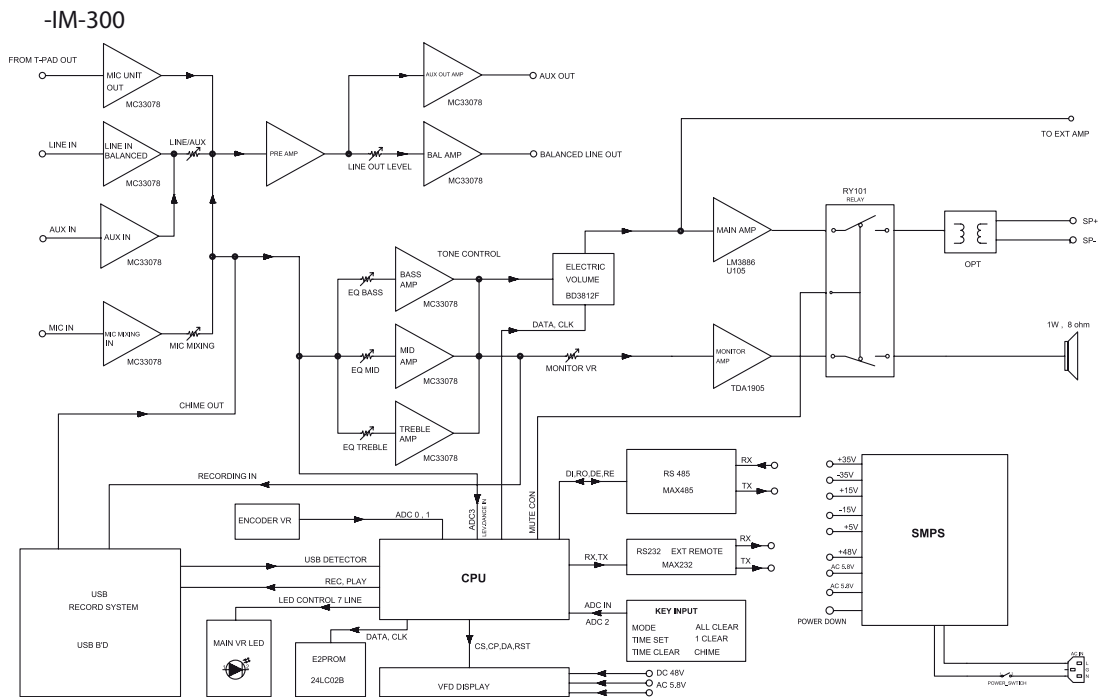 -IM-300
FROM T-PAD OUT
MIC UNIT
OUT
MC33078
AUX OUT AMP
MC33078
AUX OUT
LINE IN
LINE IN
BALANCED
MC33078
LINE/AUX
PRE AMP
LINE OUT LEVEL
BAL AMP
MC33078
BALANCED LINE OUT
TO EXT AMP
AUX IN
AUX IN
MC33078
MIC IN
MIC MIXING
IN
MC33078
MIC MIXING
TONE CONTROL
EQ BASS
BASS
AMP
MC33078
EQ MID
MID
AMP
MC33078
EQ TREBLE
TREBLE
AMP
MC33078
ELECTRIC
VOLUME
BD3812F
DATA, CLK
MAIN AMP
LM3886
U105
RY101
RELAY
OPT
SP+
SP-
MONITOR VR
MONITOR
AMP
TDA1905
1W , 8 ohm
CHIME OUT
RECORDING IN
ENCODER VR
ADC 0 , 1
ADC3
LEV.DANCE IN
MUTE CON
DI,RO,DE,RE
RS 485
MAX485
RX
TX
USB
RECORD SYSTEM
USB B'D
USB DETECTOR
REC, PLAY
LED CONTROL 7 LINE
CPU
RX,TX
RS232 EXT REMOTE
MAX232
RX
TX
MAIN VR LED
DATA, CLK
E2PROM
24LC02B
CS,CP,DA,RST
VFD DISPLAY
DC 48V
AC 5.8V
ADC IN
ADC 2
KEY INPUT
MODE ALL CLEAR
TIME SET 1 CLEAR
TIME CLEAR CHIME
+35V
-35V
+15V
-15V
+5V
+48V
AC 5.8V
AC 5.8V
POWER DOWN
SMPS
POWER_SWTICH
AC IN
L
G
N